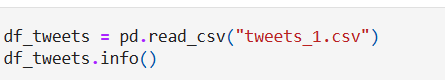 df_tweets = pd.read_csv("tweets_1.csv")
df_tweets.info()